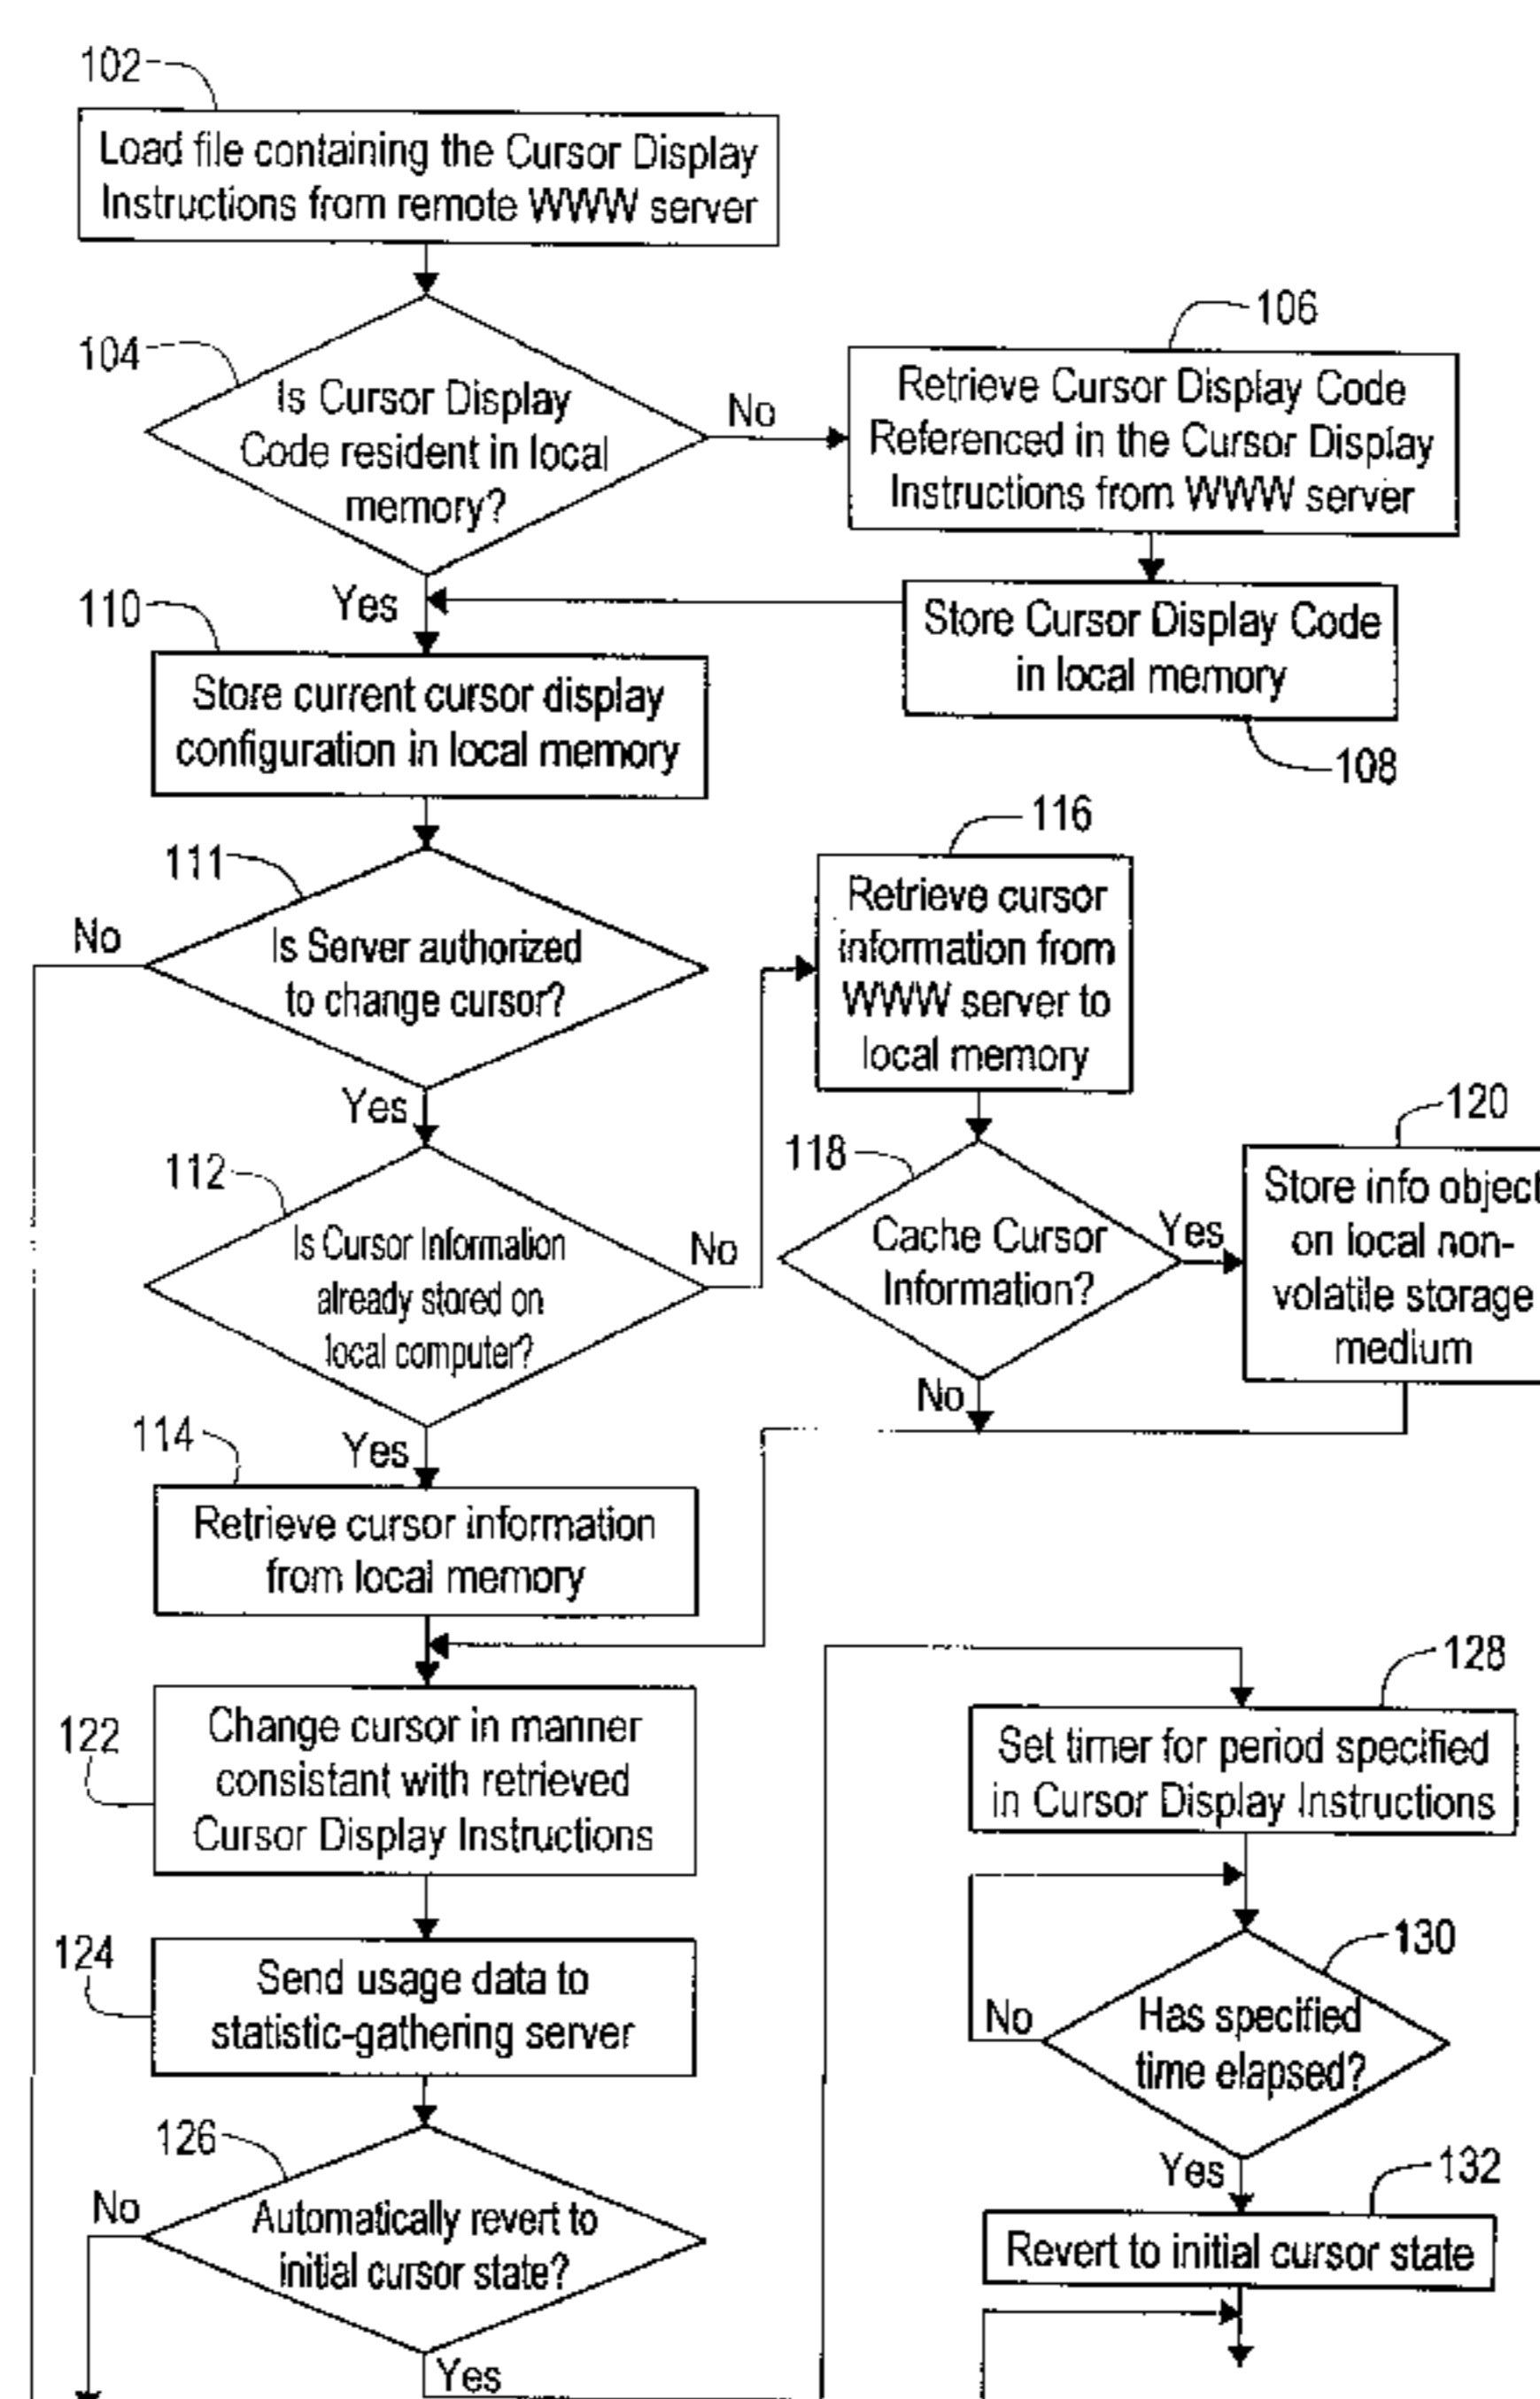 102
Load file containing the Cursor Display
Instructions from remote WWW server
104
Is Cursor Display
Code resident in local
memory?
No
106
Retrieve Cursor Display Code
Referenced in the Cursor Display
Instructions from WWW server
Yes
Store Cursor Display Code
in local memory
108
110
Store current cursor display
configuration in local memory
111
No
Is Server authorized
to change cursor?
Yes
116
Retrieve cursor
information from
WWW server to
local memory
112
Is Cursor Information
already stored on
local computer?
No
118
Cache Cursor
Information?
Yes
120
Store info object
on local non-
volatile storage
medium
No
114
Yes
Retrieve cursor information
from local memory
122
Change cursor in manner
consistant with retrieved
Cursor Display Instructions
124
Send usage data to
statistic-gathering server
126
No
Automatically revert to
initial cursor state?
Yes
128
Set timer for period specified
in Cursor Display Instructions
130
No
Has specified
time elapsed?
Yes
132
Revert to initial cursor state